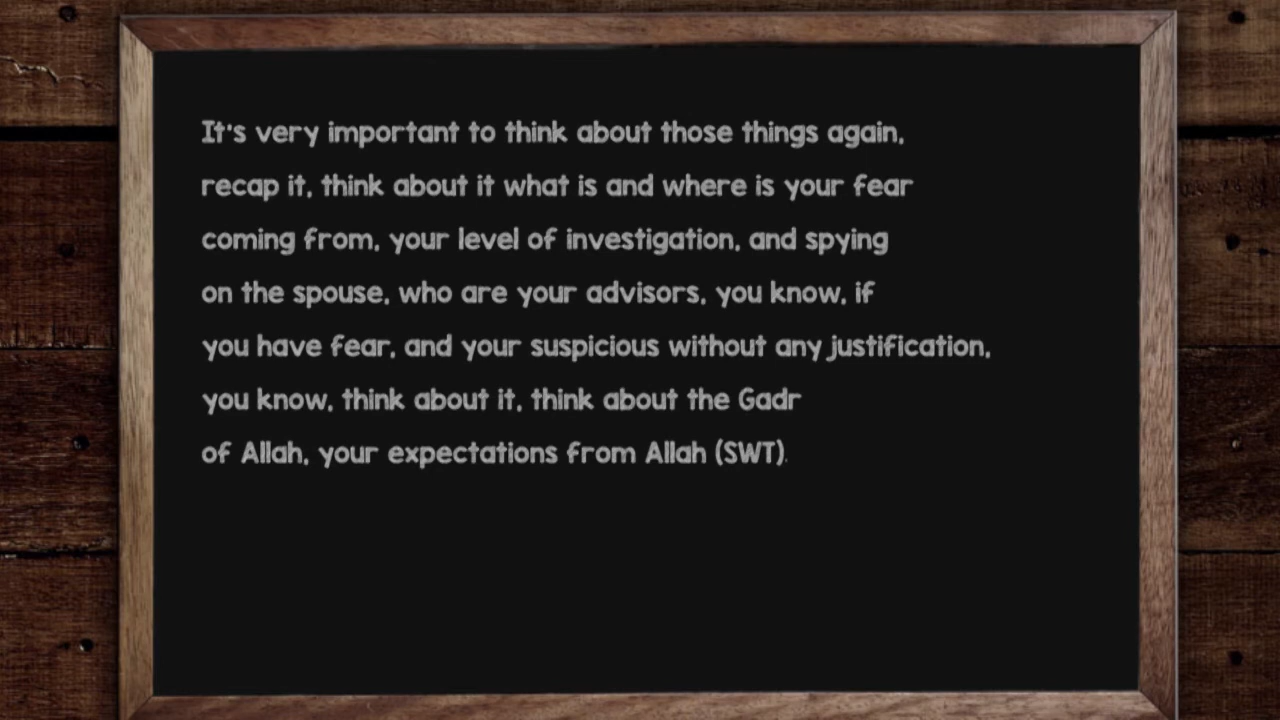 It's very important to think about those things again,
recap it, think about it what is and where is your fear
coming from, your level of investigation, and spying
on the spouse, who are your advisors, you know, if
you have fear, and your suspicious without any justification,
you know, think about it, think about the Gadr
of Allah, your expectations from Allah (SWT).